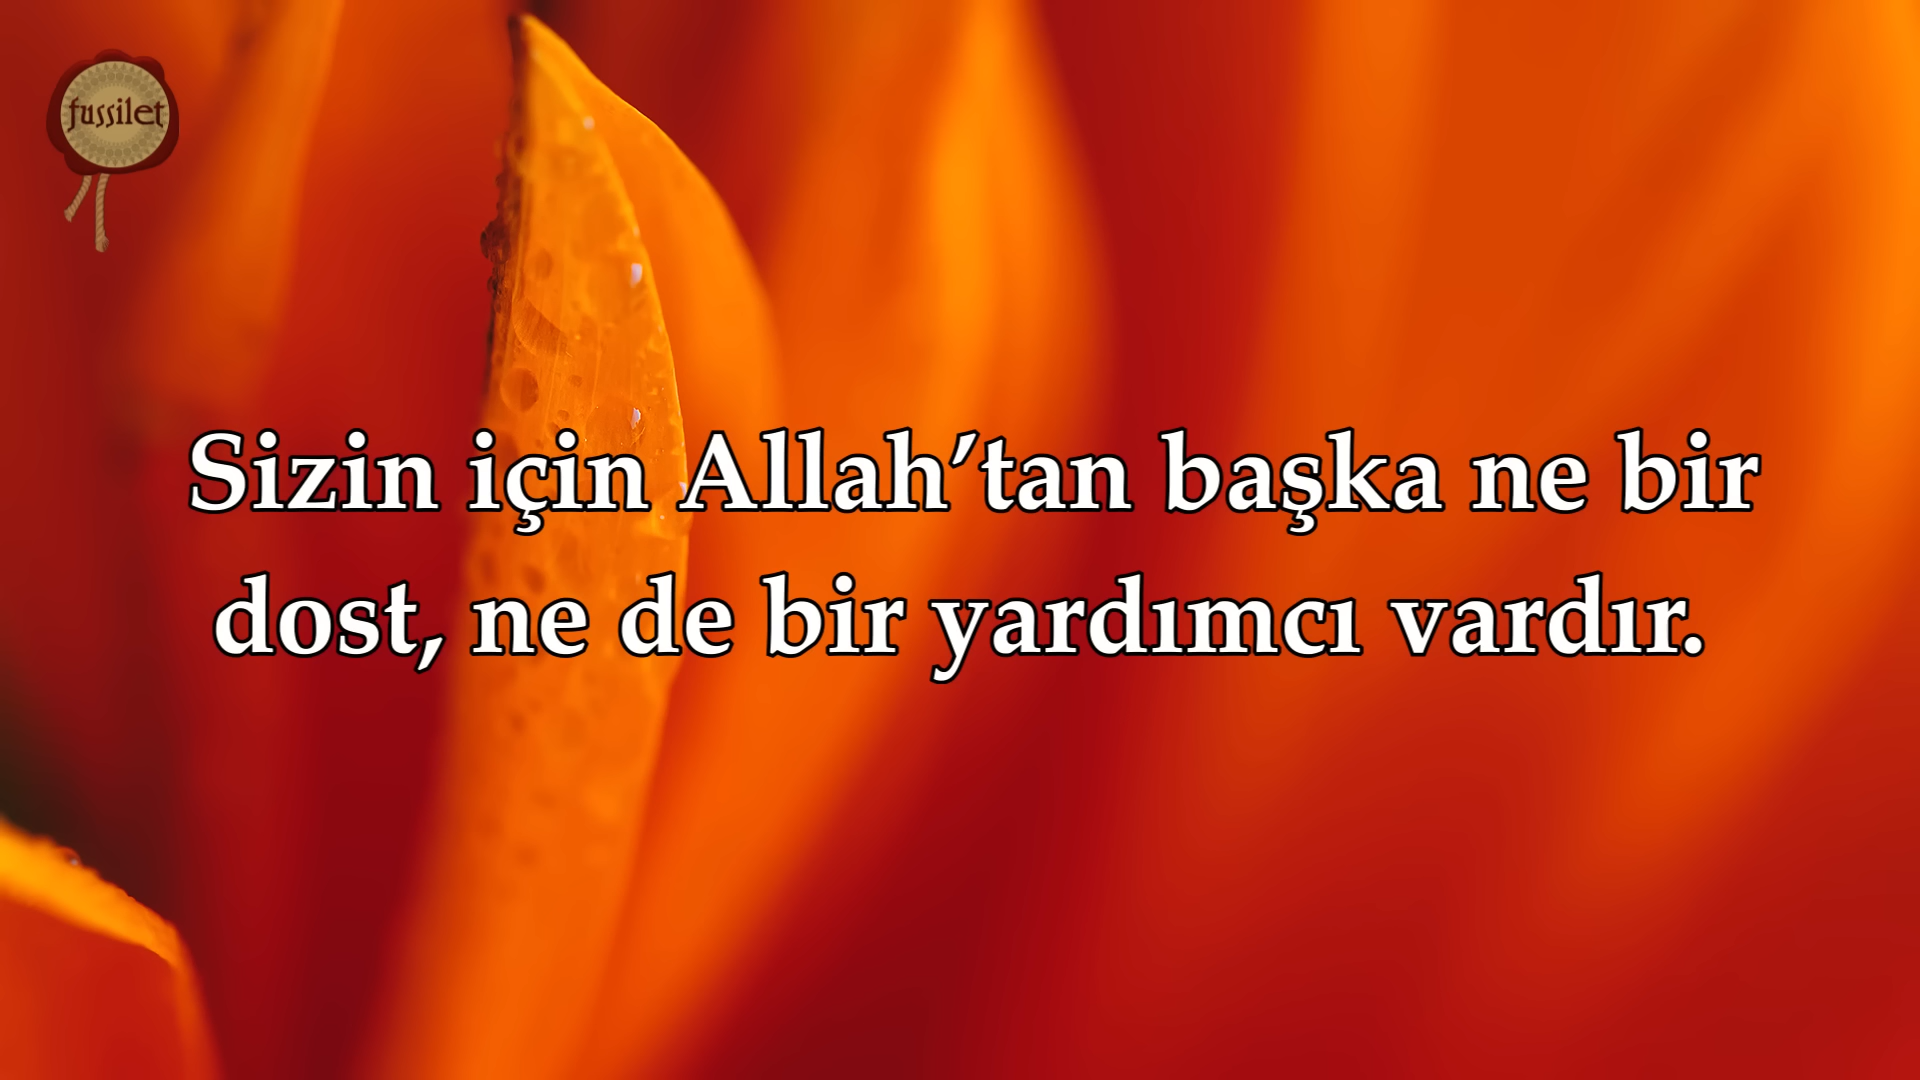 fussilet
Sizin için Allah’tan başka ne bir
dost, ne de bir yardımcı vardır.